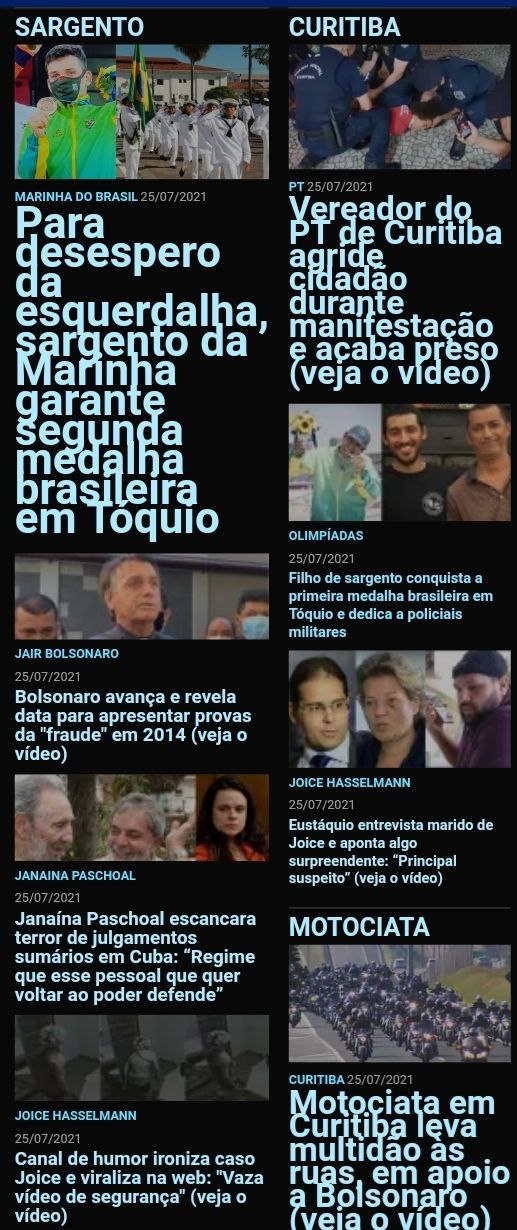 SARGENTO
MARINHA DO BRASIL 25/07/2021
Para
desespero
da
esquerdalha,
sargento da
Marinha
garante
segunda
medalha
brasileira
em Tóquio
JAIR BOLSONARO
25/07/2021
Bolsonaro avança e revela
data para apresentar provas
da "fraude" em 2014 (veja o
vídeo)
JANAINA PASCHOAL
25/07/2021
Janaína Paschoal escancara
terror de julgamentos
sumários em Cuba: “Regime
que esse pessoal que quer
voltar ao poder defende”
JOICE HASSELMANN
25/07/2021
Canal de humor ironiza caso
Joice e viraliza na web: "Vaza
vídeo de segurança" (veja o
vídeo)
CURITIBA
PT 25/07/2021
Vereador do
PT de Curitiba
agride
cidadão
durante
manifestação
e acaba preso
(veja o vídeo)
OLIMPÍADAS
25/07/2021
Filho de sargento conquista a
primeira medalha brasileira em
Tóquio e dedica a policiais
militares
JOICE HASSELMANN
25/07/2021
Eustáquio entrevista marido de
Joice e aponta algo
surpreendente: “Principal
suspeito” (veja o vídeo)
MOTOCIATA
CURITIBA 25/07/2021
Motociata em
Curitiba leva
multidão às
ruas, em apoio
a Bolsonaro
(veja o vídeo)